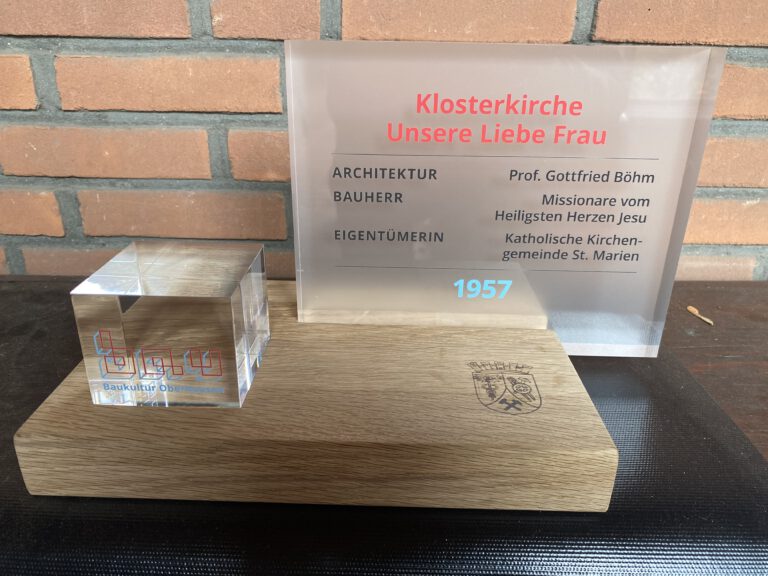 Klosterkirche
Unsere Liebe Frau
ARCHITEKTUR Prof. Gottfried Böhm
BAUHERR Missionare vom
Heiligsten Herzen Jesu
EIGENTÜMERIN Katholische Kirchen-
gemeinde St. Marien
1957
Baukultur